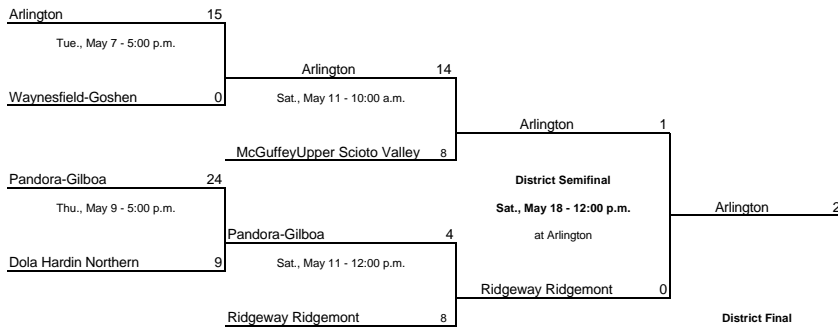 Arlington 15
Tue., May 7 - 5:00 p.m.
Arlington 14
Waynesfield-Goshen 0
Sat., May 11 - 10:00 a.m.
Arlington 1
McGuffeyUpper Scioto Valley 8
Pandora-Gilboa 24
District Semifinal
Thu., May 9 - 5:00 p.m.
Sat., May 18 - 12:00 p.m.
Arlington 2
Pandora-Gilboa 4
at Arlington
Dola Hardin Northern 9
Sat., May 11 - 12:00 p.m.
Ridgeway Ridgemont 0
Ridgeway Ridgemont 8
District Final